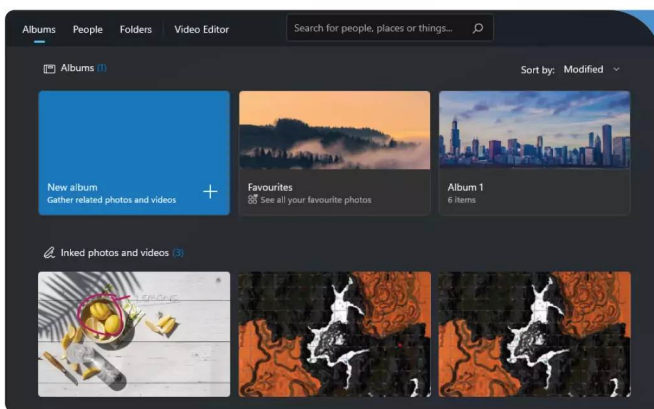 Albums People Folders Video Editor Search for people, places or things...
Albums (1) Sort by: Modified
New album
Gather related photos and videos
Favourites
See all your favourite photos
Album 1
6 items
Inked photos and videos (3)
LEMONS